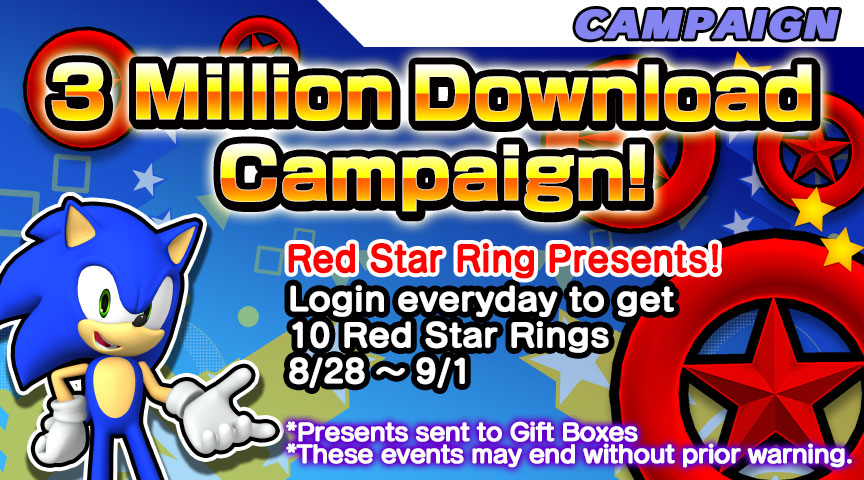 CAMPAIGN
3 Million Download
Campaign!
Red Star Ring Presents!
Login everyday to get
10 Red Star Rings
8/28 ~ 9/1
*Presents sent to Gift Boxes
*These events may end without prior warning.